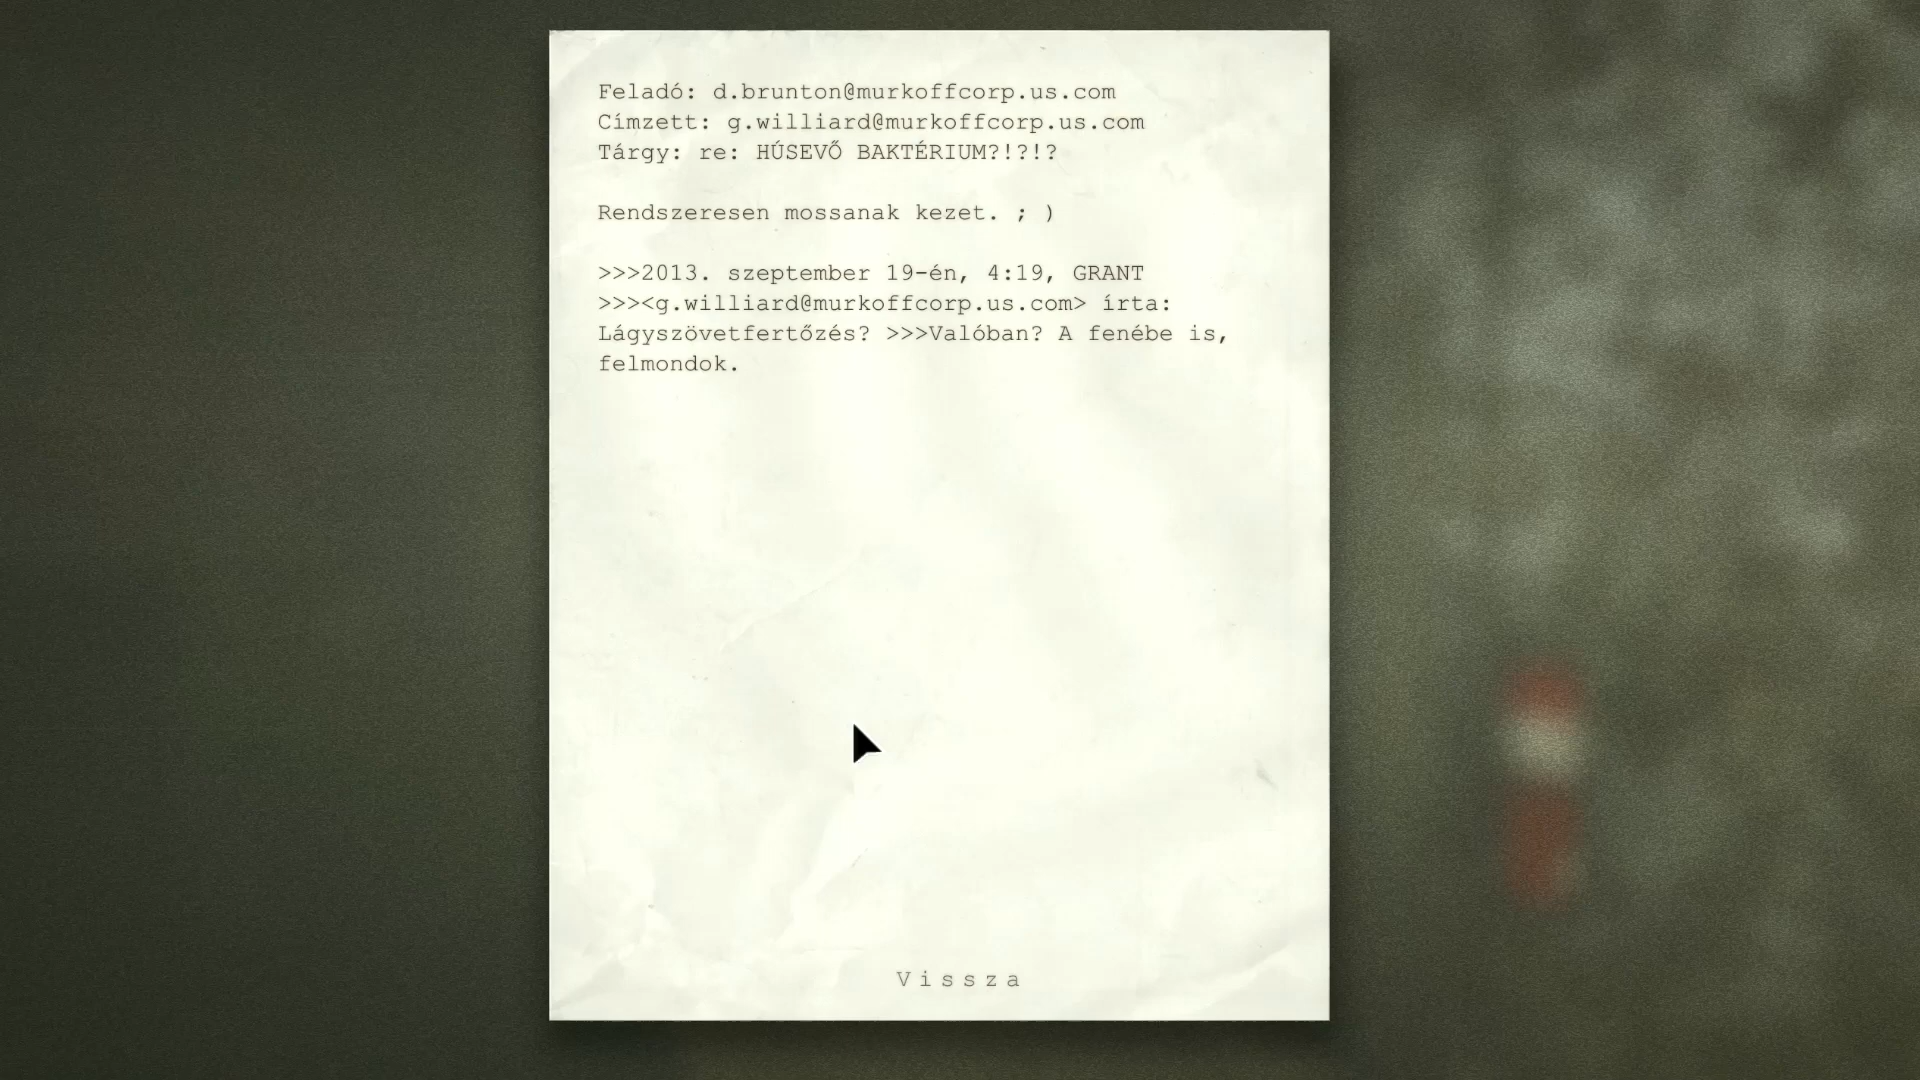 Feladó: d.brunton@murkoffcorp.us.com
Címzett: g.williard@murkoffcorp.us.com
Tárgy: re: HÚSEVŐ BAKTÉRIUM?!?!?
Rendszeresen mossanak kezet. ; )
>>>2013. szeptember 19-én, 4:19, GRANT
>>><g.williard@murkoffcorp.us.com> írta:
Lágyszövetfertőzés? >>>Valóban? A fenébe is,
felmondok.
Vissza